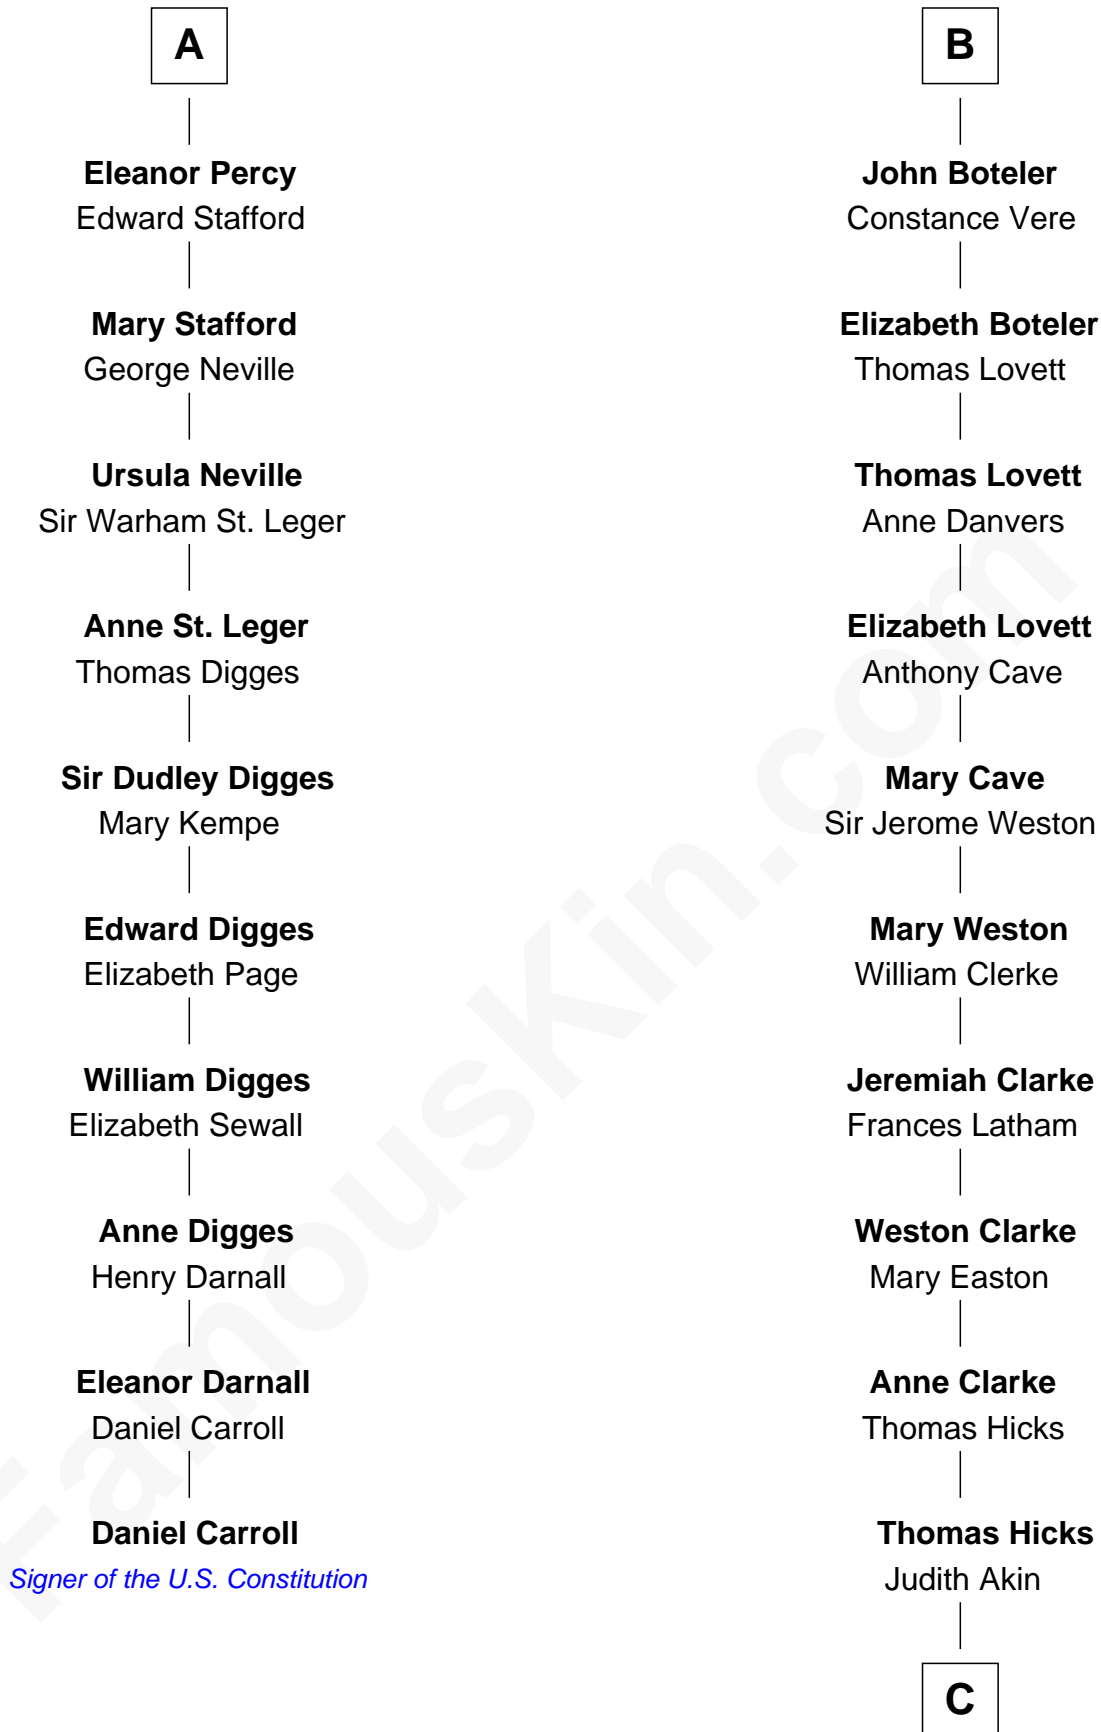 A
Eleanor Percy
Edward Stafford
Mary Stafford
George Neville
Ursula Neville
Sir Warham St. Leger
Anne St. Leger
Thomas Digges
Sir Dudley Digges
Mary Kempe
Edward Digges
Elizabeth Page
William Digges
Elizabeth Sewall
Anne Digges
Henry Darnall
Eleanor Darnall
Daniel Carroll
Daniel Carroll
Signer of the U.S. Constitution
B
John Boteler
Constance Vere
Elizabeth Boteler
Thomas Lovett
Thomas Lovett
Anne Danvers
Elizabeth Lovett
Anthony Cave
Mary Cave
Sir Jerome Weston
Mary Weston
William Clerke
Jeremiah Clarke
Frances Latham
Weston Clarke
Mary Easton
Anne Clarke
Thomas Hicks
Thomas Hicks
Judith Akin
C
FamousKin.com